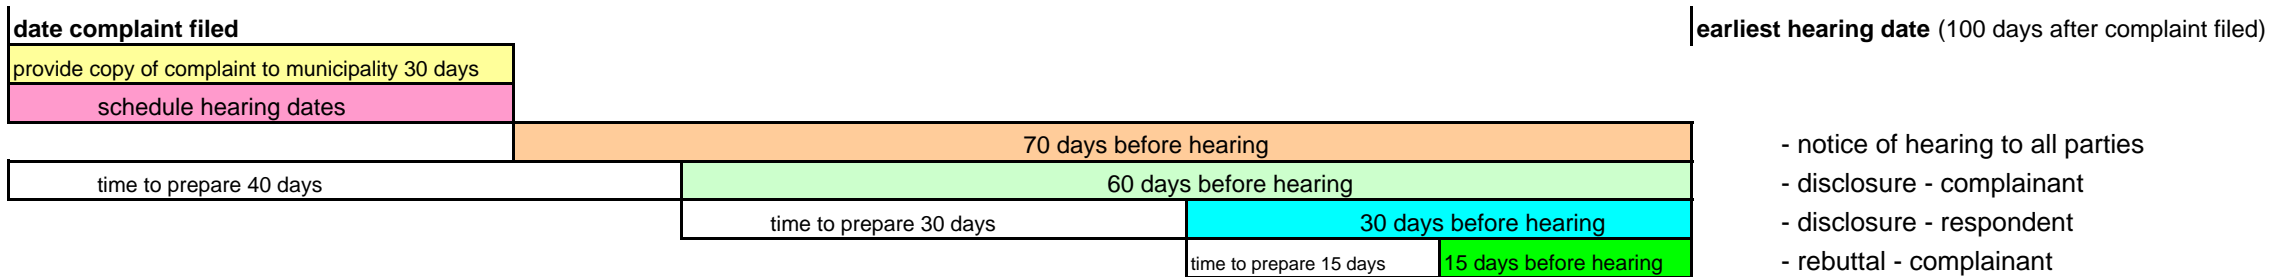 date complaint filed earliest hearing date (100 days after complaint filed)
provide copy of complaint to municipality 30 days
schedule hearing dates
70 days before hearing - notice of hearing to all parties
time to prepare 40 days 60 days before hearing - disclosure - complainant
time to prepare 30 days 30 days before hearing - disclosure - respondent
time to prepare 15 days 15 days before hearing - rebuttal - complainant